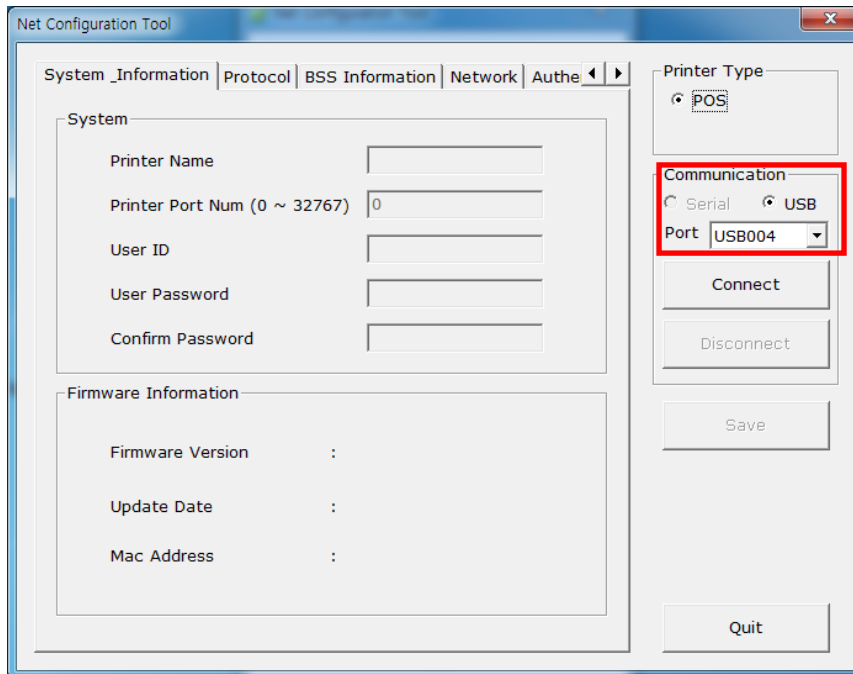 Net Configuration Tool
System _Information Protocol BSS Information Network Authe
System
Printer Name
Printer Port Num (0 ~ 32767) 0
User ID
User Password
Confirm Password
Firmware Information
Firmware Version :
Update Date :
Mac Address :
Printer Type
POS
Communication
Serial USB
Port USB004
Connect
Disconnect
Save
Quit